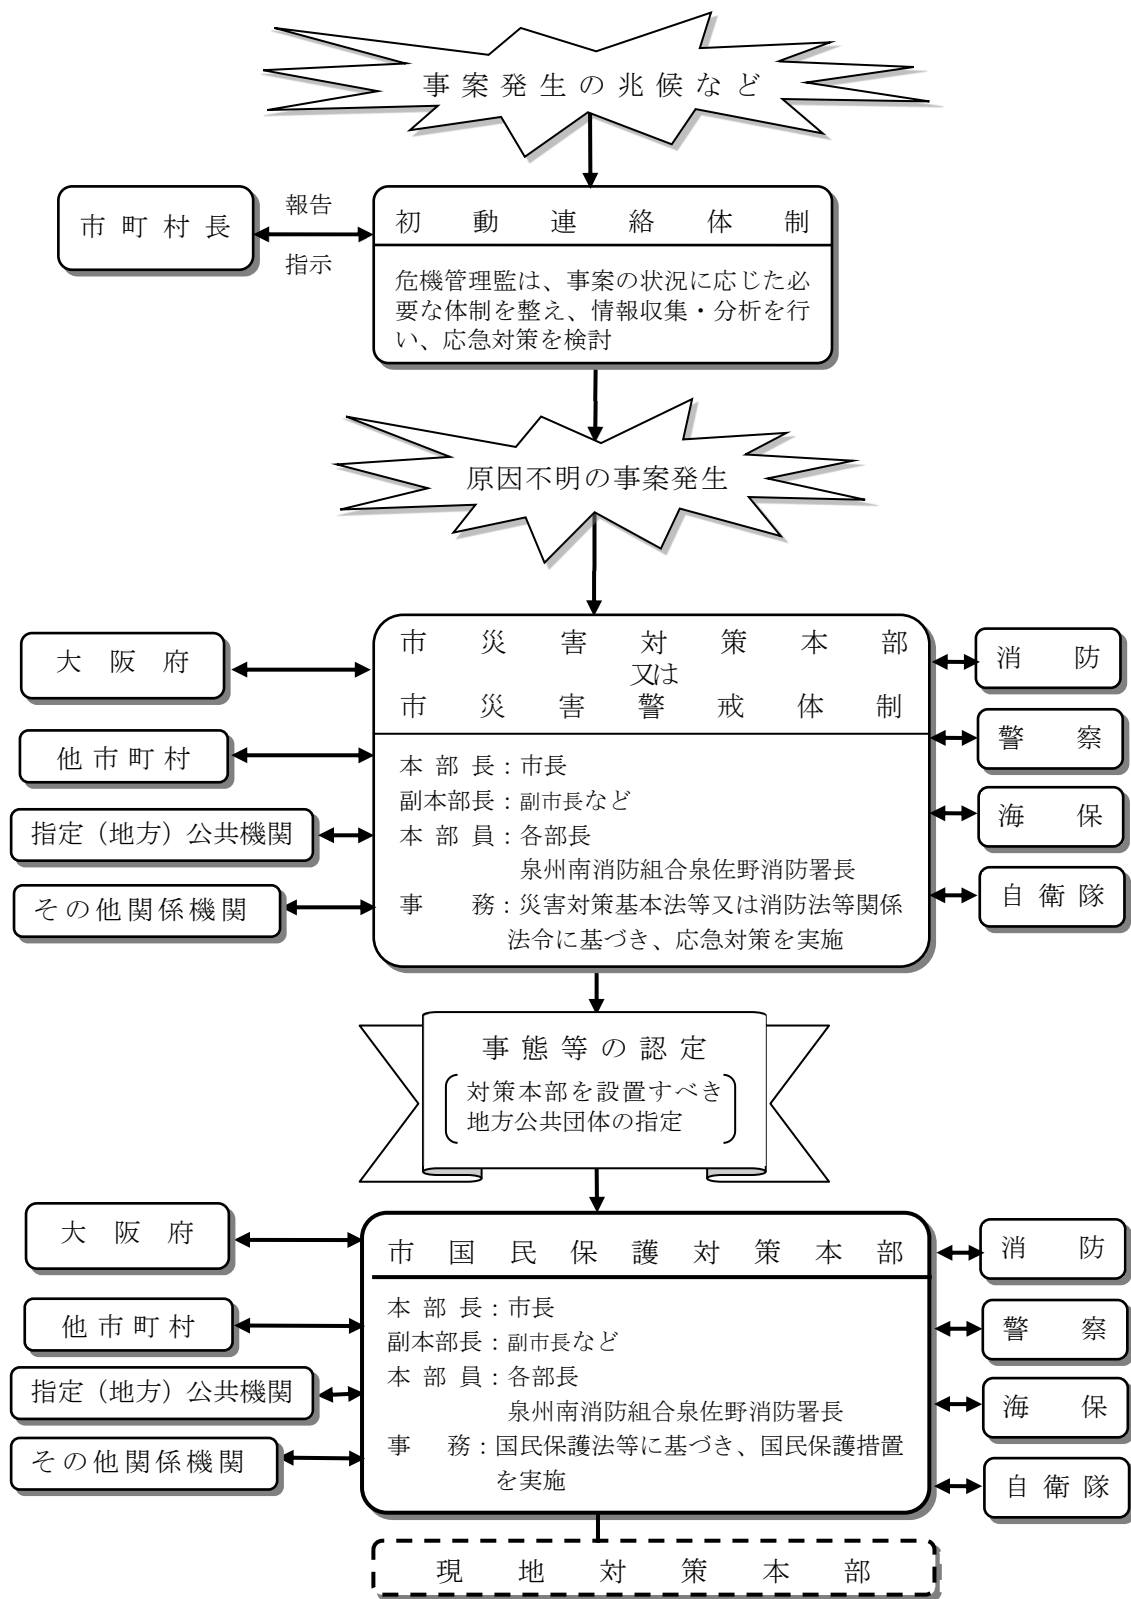 事案発生の兆候など
市町村長
報告
指示
初動連絡体制
危機管理監は、事案の状況に応じた必
要な体制を整え、情報収集・分析を行
い、応急対策を検討
原因不明の事案発生
大阪府
他市町村
指定（地方）公共機関
その他関係機関
市災害対策本部
又は
市災害警戒体制
本部長：市長
副本部長：副市長など
本部員：各部長
泉州南消防組合泉佐野消防署長
事務：災害対策基本法等又は消防法等関係
法令に基づき、応急対策を実施
消防
警察
海保
自衛隊
事態等の認定
対策本部を設置すべき
地方公共団体の指定
大阪府
他市町村
指定（地方）公共機関
その他関係機関
市国民保護対策本部
本部長：市長
副本部長：副市長など
本部員：各部長
泉州南消防組合泉佐野消防署長
事務：国民保護法等に基づき、国民保護措置
を実施
消防
警察
海保
自衛隊
現地対策本部